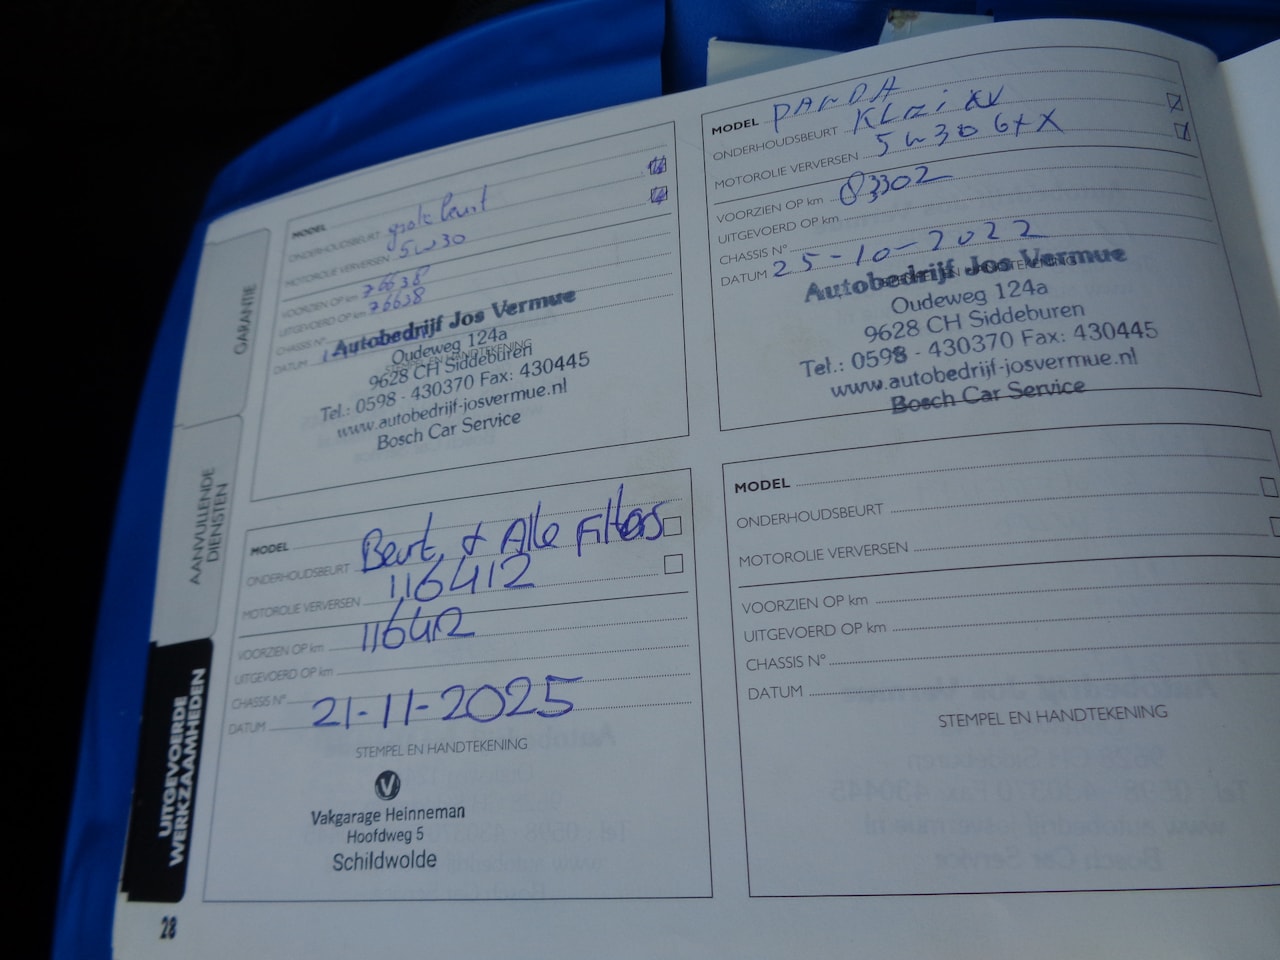 GARANTIE
AANVULLENDE
DIENSTEN
UITGEVOERDE
WERKZAAMHEDEN
28
MODEL
ONDERHOUDSBEURT grote beurt
MOTOROLIE VERVERSEN 5W30
VOORZIEN OP km 76638
UITGEVOERD OP km 76638
CHASSIS N°
DATUM
STEMPEL EN HANDTEKENING
Autobedrijf Jos Vermue
Oudeweg 124a
9628 CH Siddeburen
Tel.: 0598 - 430370 Fax: 430445
www.autobedrijf-josvermue.nl
Bosch Car Service
MODEL PANDA
ONDERHOUDSBEURT
MOTOROLIE VERVERSEN 5W30
VOORZIEN OP km 83302
UITGEVOERD OP km
CHASSIS N°
DATUM 25-10-2022
Autobedrijf Jos Vermue
Oudeweg 124a
9628 CH Siddeburen
Tel.: 0598 - 430370 Fax: 430445
www.autobedrijf-josvermue.nl
Bosch Car Service
MODEL
ONDERHOUDSBEURT Beurt, + Alle Filters
MOTOROLIE VERVERSEN 116412
VOORZIEN OP km 116412
UITGEVOERD OP km
CHASSIS N°
DATUM 21-11-2025
STEMPEL EN HANDTEKENING
V
Vakgarage Heinneman
Hoofdweg 5
Schildwolde
MODEL
ONDERHOUDSBEURT
MOTOROLIE VERVERSEN
VOORZIEN OP km
UITGEVOERD OP km
CHASSIS N°
DATUM
STEMPEL EN HANDTEKENING